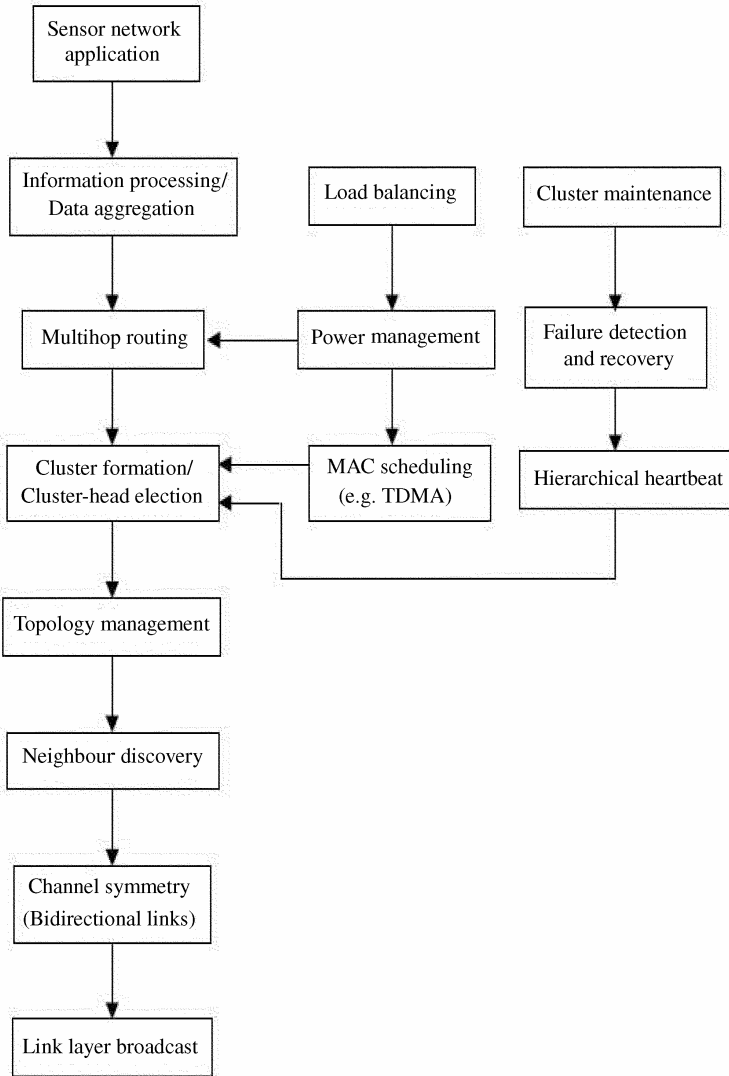 Sensor network
application
Information processing/
Data aggregation
Load balancing
Cluster maintenance
Multihop routing
Power management
Failure detection
and recovery
Cluster formation/
Cluster-head election
MAC scheduling
(e.g. TDMA)
Hierarchical heartbeat
Topology management
Neighbour discovery
Channel symmetry
(Bidirectional links)
Link layer broadcast